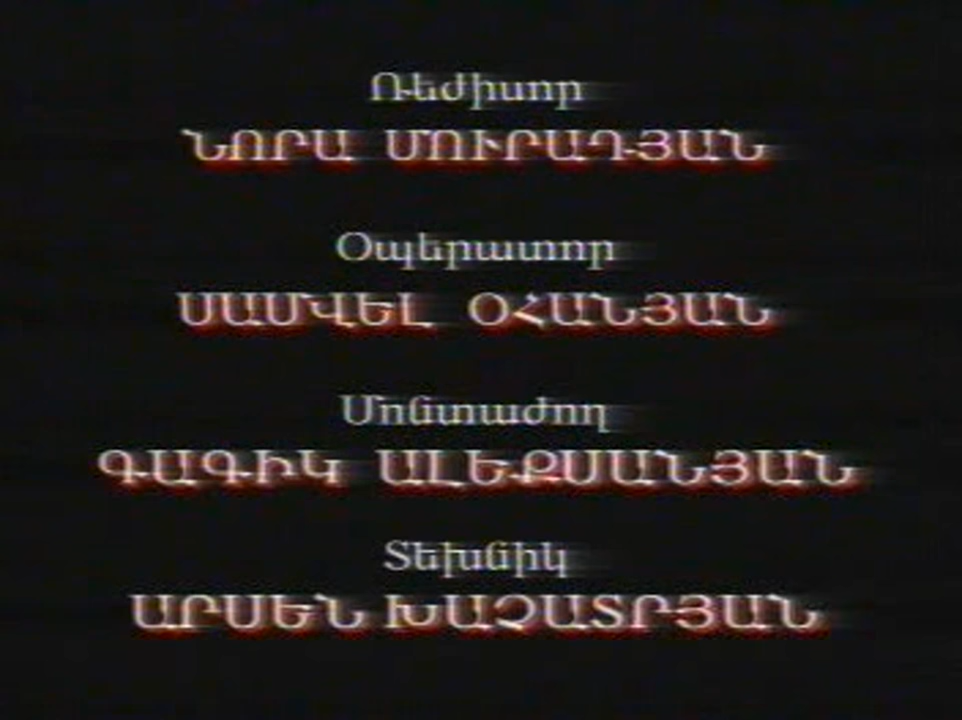 Ռեժիսոր
ՆՈՐԱ ՄՈՒՐԱԴՅԱՆ
Օպերատոր
ՍԱՄՎԵԼ ՕՀԱՆՅԱՆ
Մոնտաժող
ԳԱԳԻԿ ԱԼԵՔՍԱՆՅԱՆ
Տեխնիկ
ԱՐՍԵՆ ԽԱՉԱՏՐՅԱՆ